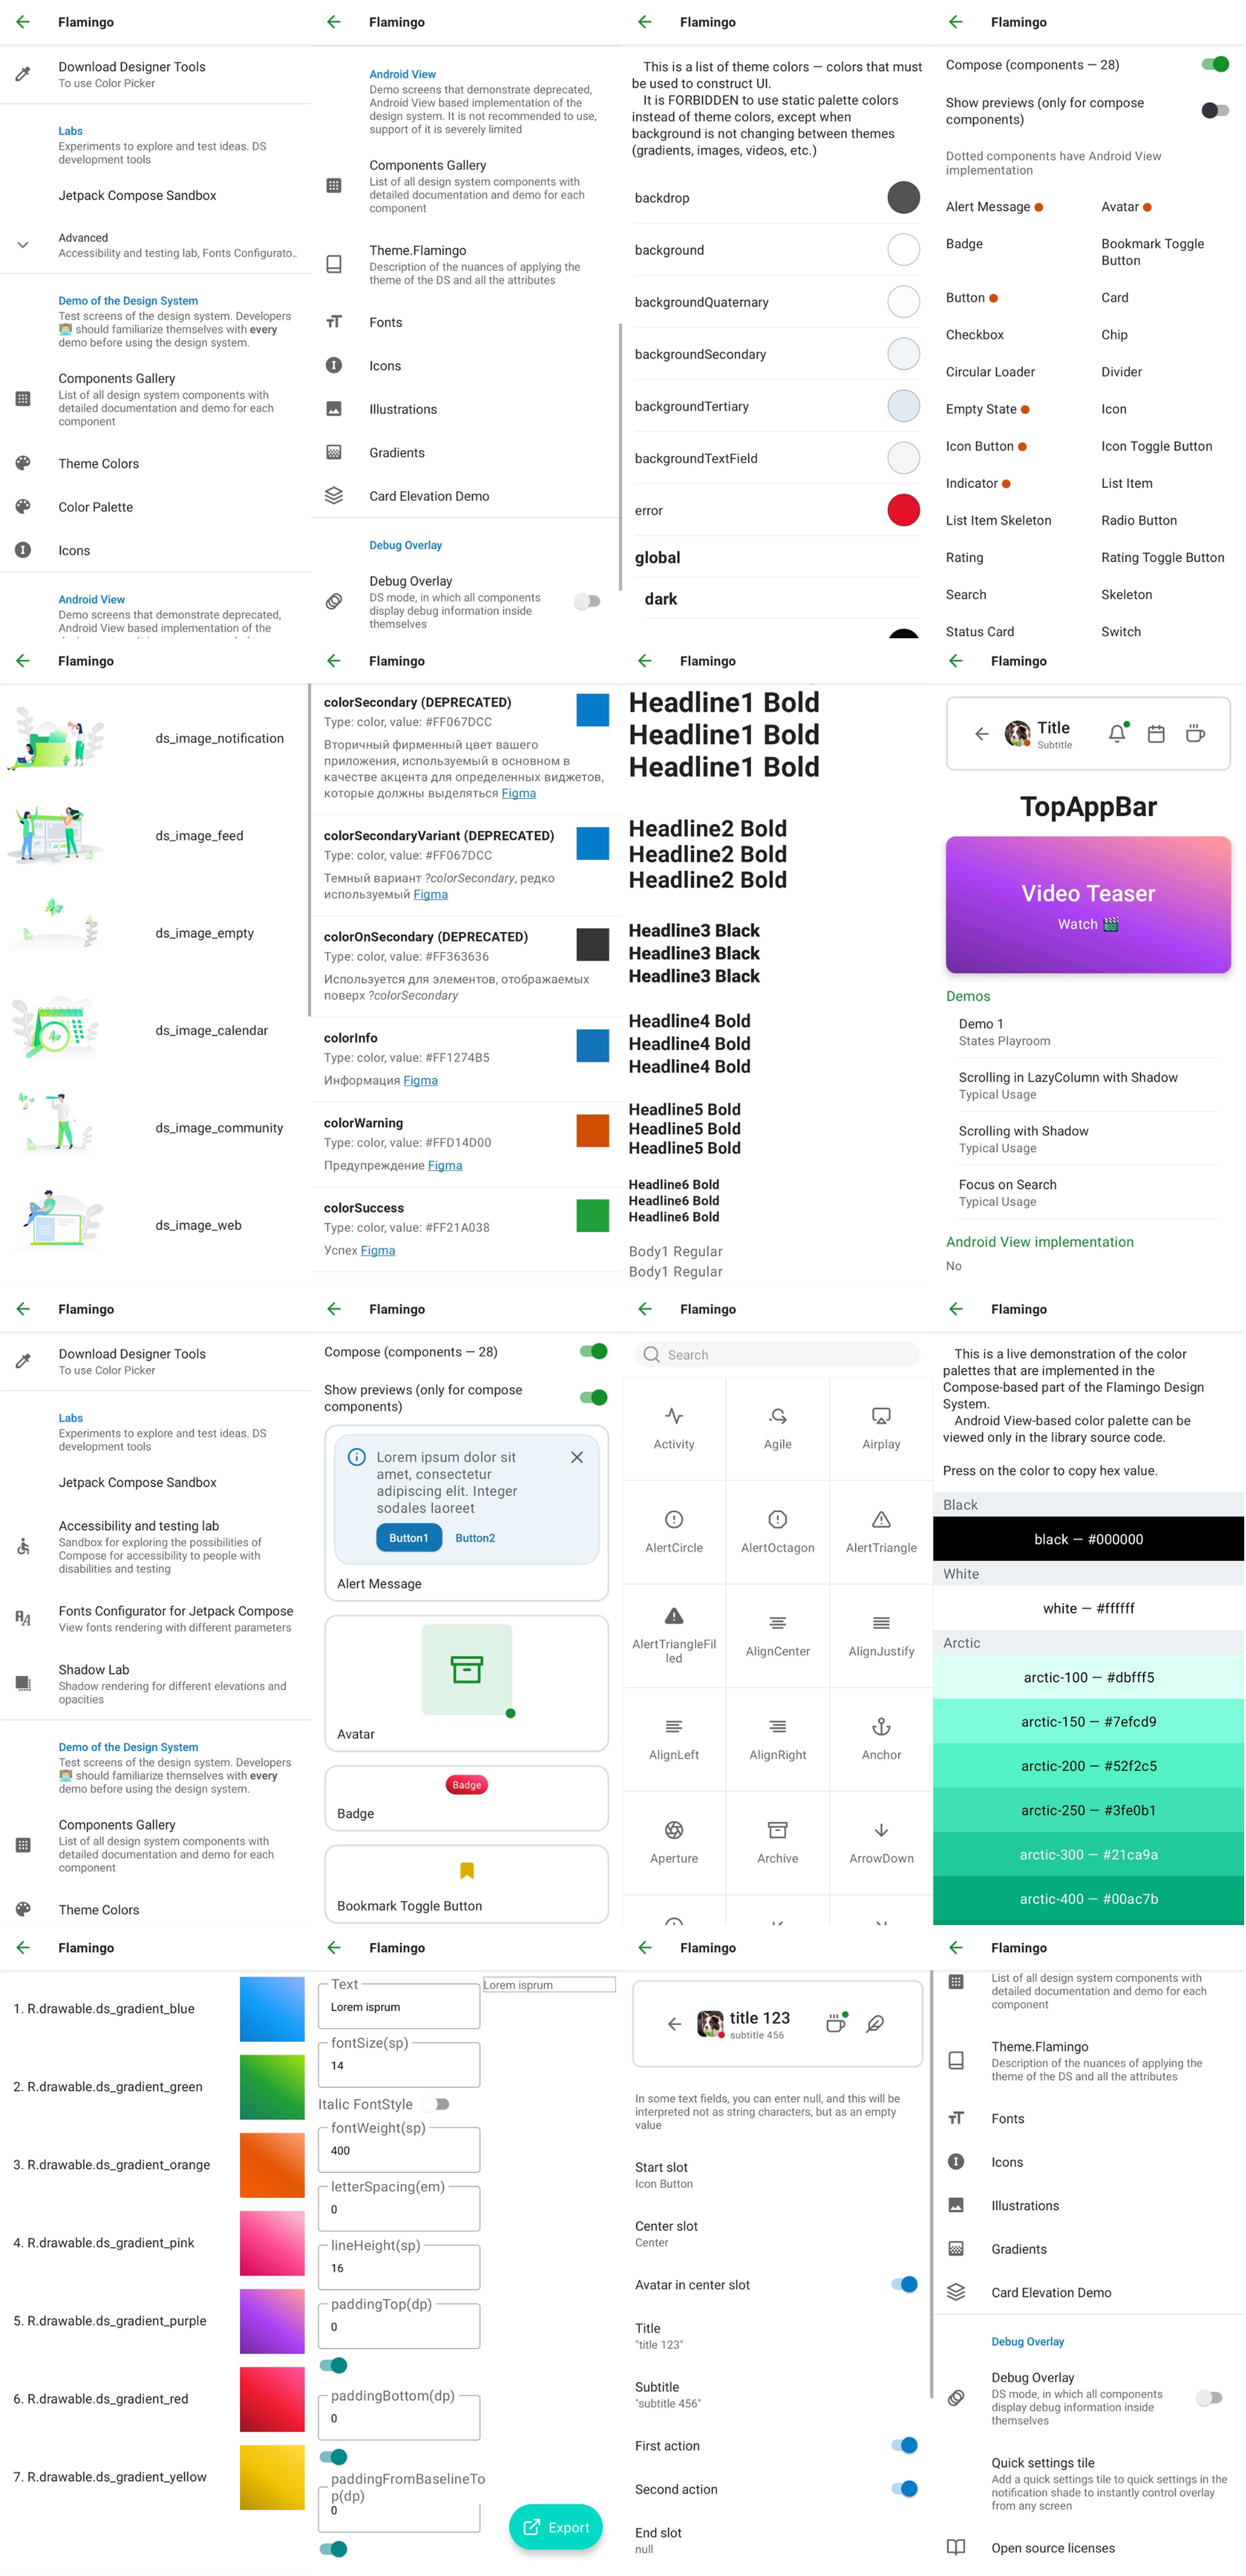 Flamingo
Download Designer Tools
To use Color Picker
Labs
Experiments to explore and test ideas. DS
development tools
Jetpack Compose Sandbox
Advanced
Accessibility and testing lab, Fonts Configurato..
Demo of the Design System
Test screens of the design system. Developers
should familiarize themselves with every
demo before using the design system.
Components Gallery
List of all design system components with
detailed documentation and demo for each
component
Theme Colors
Color Palette
Icons
Android View
Demo screens that demonstrate deprecated,
Android View based implementation of the
Flamingo
Android View
Demo screens that demonstrate deprecated,
Android View based implementation of the
design system. It is not recommended to use,
support of it is severely limited
Components Gallery
List of all design system components with
detailed documentation and demo for each
component
Theme.Flamingo
Description of the nuances of applying the
theme of the DS and all the attributes
Fonts
Icons
Illustrations
Gradients
Card Elevation Demo
Debug Overlay
Debug Overlay
DS mode, in which all components
display debug information inside
themselves
Flamingo
This is a list of theme colors — colors that must
be used to construct UI.
It is FORBIDDEN to use static palette colors
instead of theme colors, except when
background is not changing between themes
(gradients, images, videos, etc.)
backdrop
background
backgroundQuaternary
backgroundSecondary
backgroundTertiary
backgroundTextField
error
global
dark
Flamingo
Compose (components — 28)
Show previews (only for compose
components)
Dotted components have Android View
implementation
Alert Message
Avatar
Badge
Bookmark Toggle
Button
Button
Card
Checkbox
Chip
Circular Loader
Divider
Empty State
Icon
Icon Button
Icon Toggle Button
Indicator
List Item
List Item Skeleton
Radio Button
Rating
Rating Toggle Button
Search
Skeleton
Status Card
Switch
Flamingo
ds_image_notification
ds_image_feed
ds_image_empty
ds_image_calendar
ds_image_community
ds_image_web
Flamingo
colorSecondary (DEPRECATED)
Type: color, value: #FF067DCC
Вторичный фирменный цвет вашего
приложения, используемый в основном в
качестве акцента для определенных виджетов,
которые должны выделяться Figma
colorSecondaryVariant (DEPRECATED)
Type: color, value: #FF067DCC
Темный вариант ?colorSecondary, редко
используемый Figma
colorOnSecondary (DEPRECATED)
Type: color, value: #FF363636
Используется для элементов, отображаемых
поверх ?colorSecondary
colorInfo
Type: color, value: #FF1274B5
Информация Figma
colorWarning
Type: color, value: #FFD14D00
Предупреждение Figma
colorSuccess
Type: color, value: #FF21A038
Успех Figma
Flamingo
Headline1 Bold
Headline1 Bold
Headline1 Bold
Headline2 Bold
Headline2 Bold
Headline2 Bold
Headline3 Black
Headline3 Black
Headline3 Black
Headline4 Bold
Headline4 Bold
Headline4 Bold
Headline5 Bold
Headline5 Bold
Headline5 Bold
Headline6 Bold
Headline6 Bold
Headline6 Bold
Body1 Regular
Body1 Regular
Flamingo
Title
Subtitle
TopAppBar
Video Teaser
Watch
Demos
Demo 1
States Playroom
Scrolling in LazyColumn with Shadow
Typical Usage
Scrolling with Shadow
Typical Usage
Focus on Search
Typical Usage
Android View implementation
No
Flamingo
Download Designer Tools
To use Color Picker
Labs
Experiments to explore and test ideas. DS
development tools
Jetpack Compose Sandbox
Accessibility and testing lab
Sandbox for exploring the possibilities of
Compose for accessibility to people with
disabilities and testing
Fonts Configurator for Jetpack Compose
View fonts rendering with different parameters
Shadow Lab
Shadow rendering for different elevations and
opacities
Demo of the Design System
Test screens of the design system. Developers
should familiarize themselves with every
demo before using the design system.
Components Gallery
List of all design system components with
detailed documentation and demo for each
component
Theme Colors
Flamingo
Compose (components — 28)
Show previews (only for compose
components)
Lorem ipsum dolor sit
amet, consectetur
adipiscing elit. Integer
sodales laoreet
Button1
Button2
Alert Message
Avatar
Badge
Badge
Bookmark Toggle Button
Flamingo
Search
Activity
Agile
Airplay
AlertCircle
AlertOctagon
AlertTriangle
AlertTriangleFil
led
AlignCenter
AlignJustify
AlignLeft
AlignRight
Anchor
Aperture
Archive
ArrowDown
Flamingo
This is a live demonstration of the color
palettes that are implemented in the
Compose-based part of the Flamingo Design
System.
Android View-based color palette can be
viewed only in the library source code.
Press on the color to copy hex value.
Black
black — #000000
White
white — #ffffff
Arctic
arctic-100 — #dbfff5
arctic-150 — #7efcd9
arctic-200 — #52f2c5
arctic-250 — #3fe0b1
arctic-300 — #21ca9a
arctic-400 — #00ac7b
Flamingo
1. R.drawable.ds_gradient_blue
2. R.drawable.ds_gradient_green
3. R.drawable.ds_gradient_orange
4. R.drawable.ds_gradient_pink
5. R.drawable.ds_gradient_purple
6. R.drawable.ds_gradient_red
7. R.drawable.ds_gradient_yellow
Flamingo
Text
Lorem isprum
Lorem isprum
fontSize(sp)
14
Italic FontStyle
fontWeight(sp)
400
letterSpacing(em)
0
lineHeight(sp)
16
paddingTop(dp)
0
paddingBottom(dp)
0
paddingFromBaselineTo
p(dp)
0
Export
Flamingo
title 123
subtitle 456
In some text fields, you can enter null, and this will be
interpreted not as string characters, but as an empty
value
Start slot
Icon Button
Center slot
Center
Avatar in center slot
Title
"title 123"
Subtitle
"subtitle 456"
First action
Second action
End slot
null
Flamingo
List of all design system components with
detailed documentation and demo for each
component
Theme.Flamingo
Description of the nuances of applying the
theme of the DS and all the attributes
Fonts
Icons
Illustrations
Gradients
Card Elevation Demo
Debug Overlay
Debug Overlay
DS mode, in which all components
display debug information inside
themselves
Quick settings tile
Add a quick settings tile to quick settings in the
notification shade to instantly control overlay
from any screen
Open source licenses